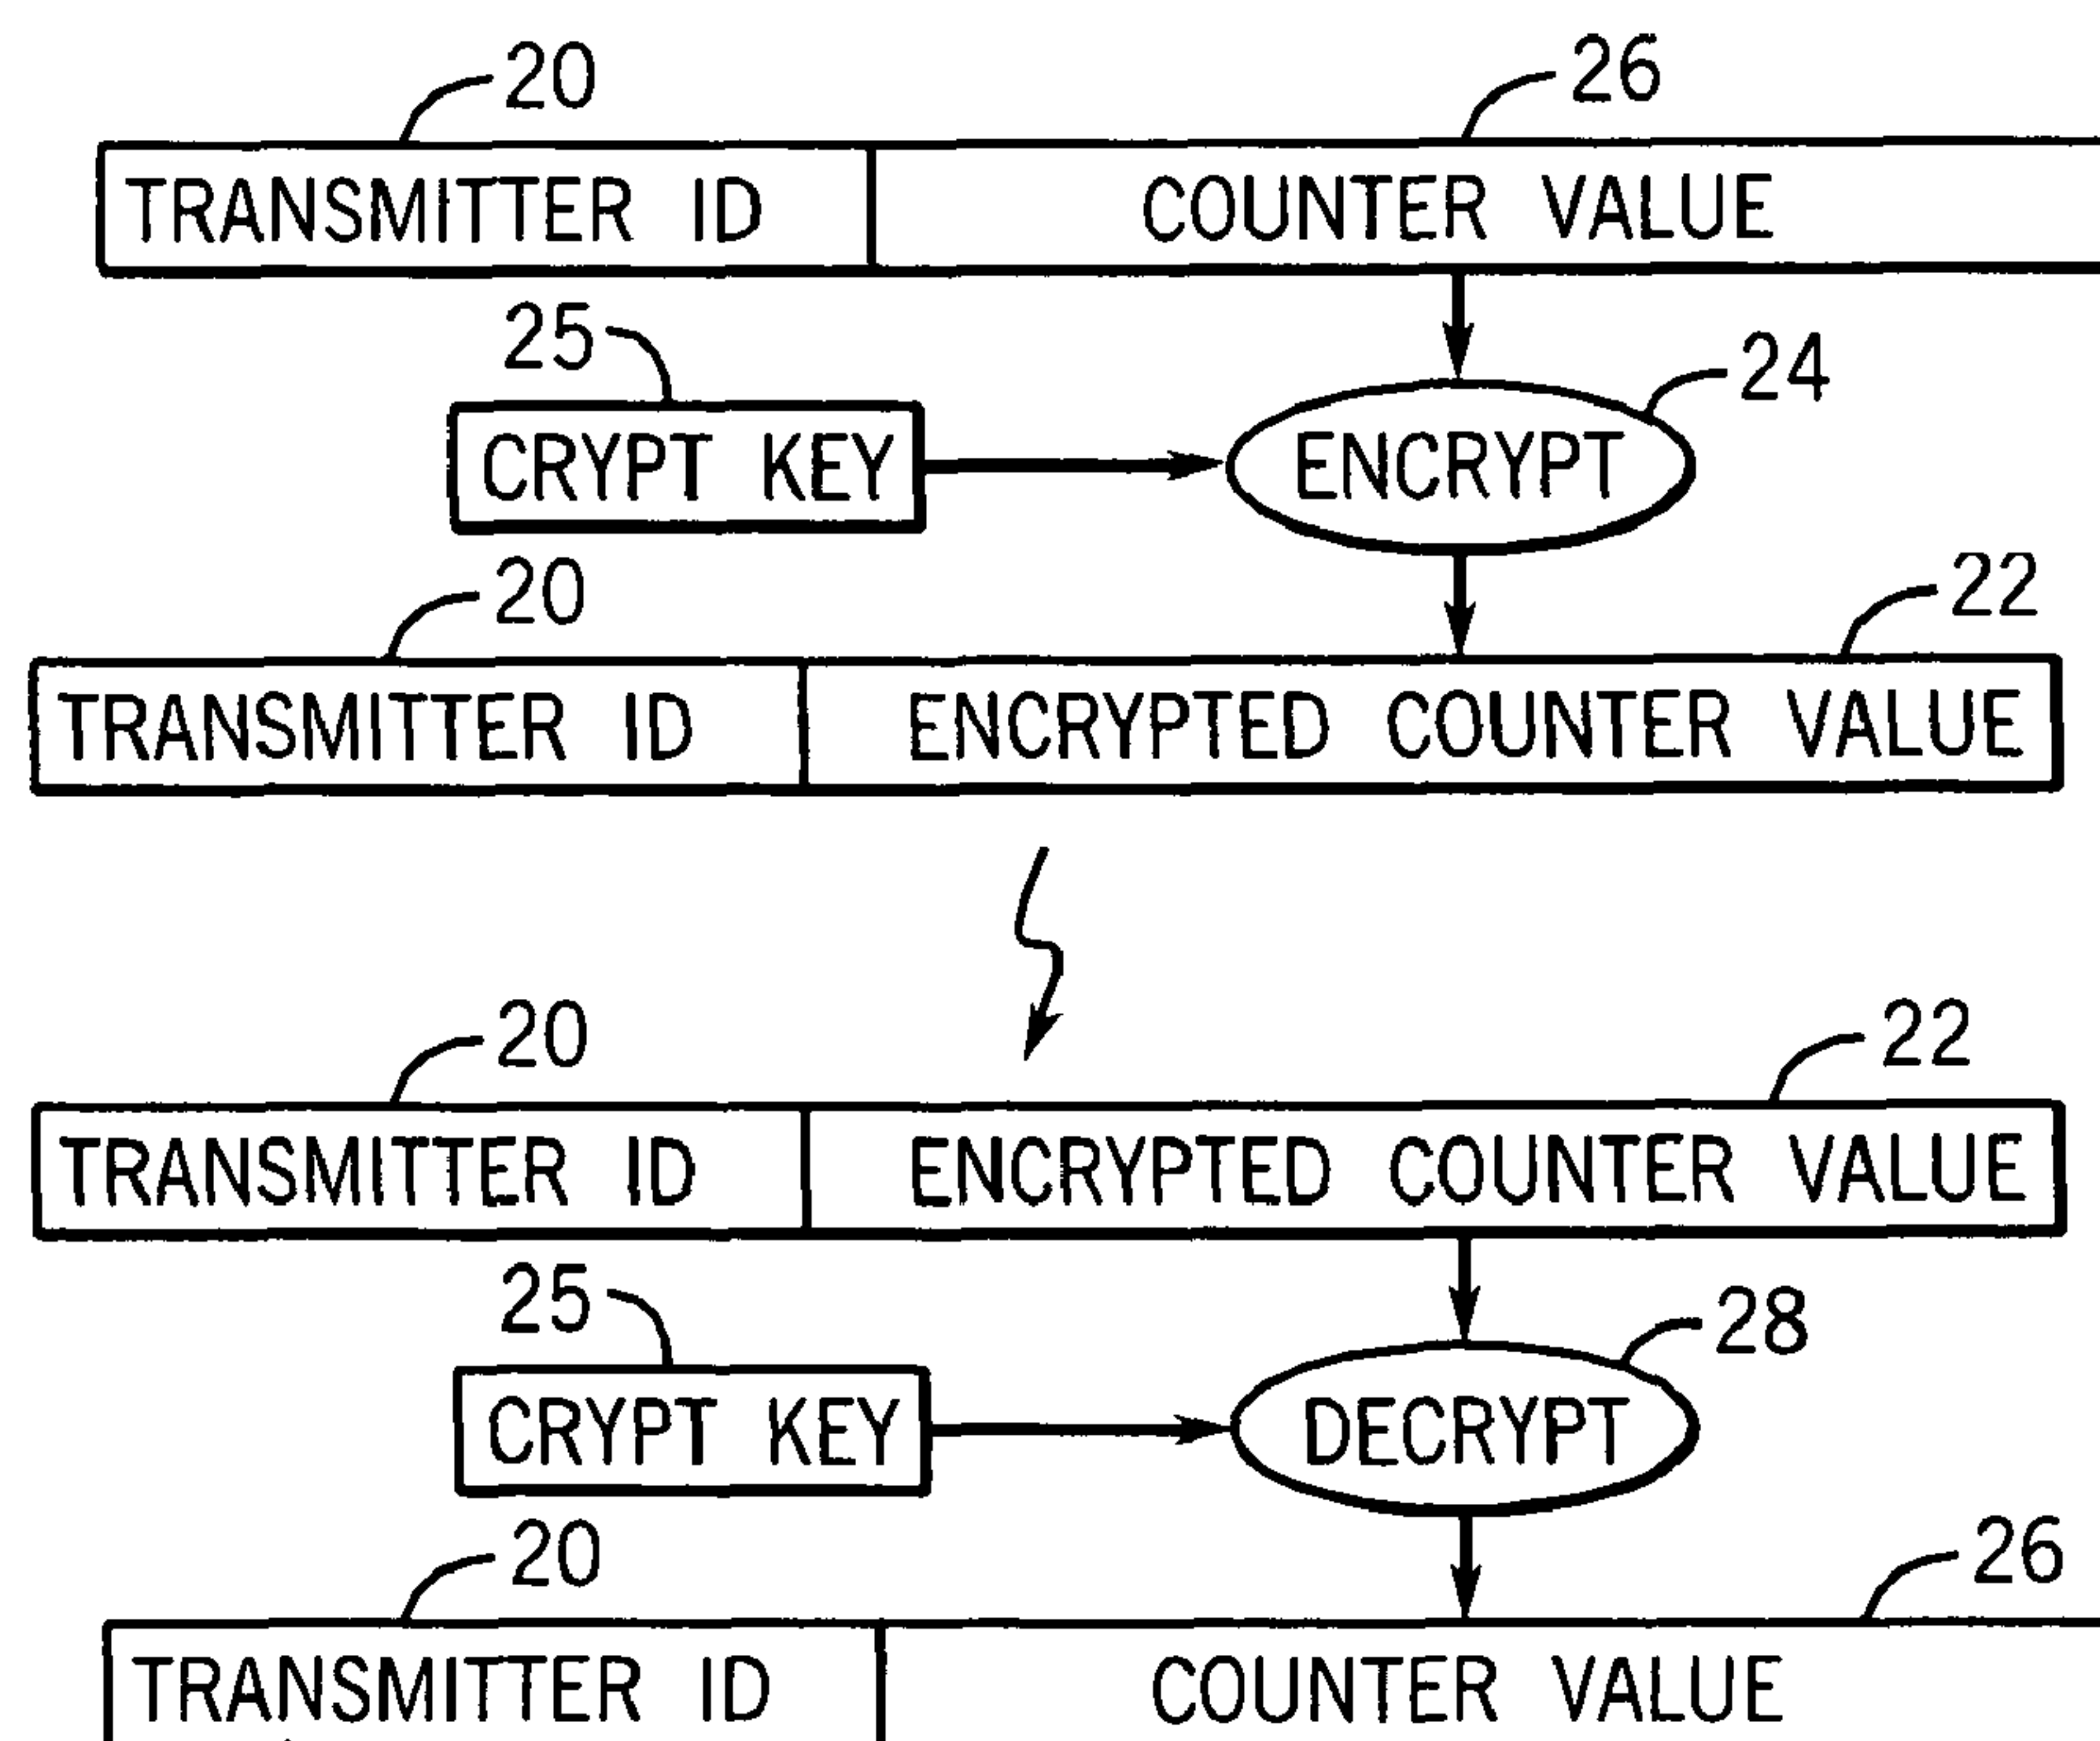 20
26
TRANSMITTER ID
COUNTER VALUE
25
24
CRYPT KEY
ENCRYPT
20
22
TRANSMITTER ID
ENCRYPTED COUNTER VALUE
20
22
TRANSMITTER ID
ENCRYPTED COUNTER VALUE
25
28
CRYPT KEY
DECRYPT
20
26
TRANSMITTER ID
COUNTER VALUE